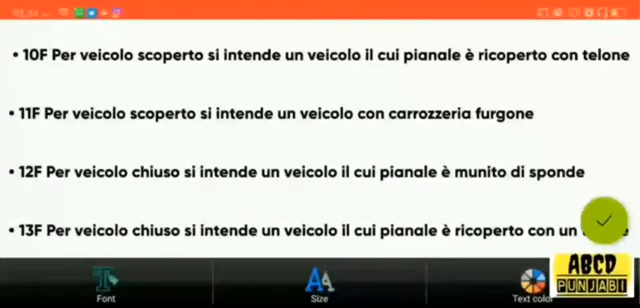 • 10F Per veicolo scoperto si intende un veicolo il cui pianale è ricoperto con telone
• 11F Per veicolo scoperto si intende un veicolo con carrozzeria furgone
• 12F Per veicolo chiuso si intende un veicolo il cui pianale è munito di sponde
• 13F Per veicolo chiuso si intende un veicolo il cui pianale è ricoperto con un
ABCD
PUNJABI
Font
Size
Text color